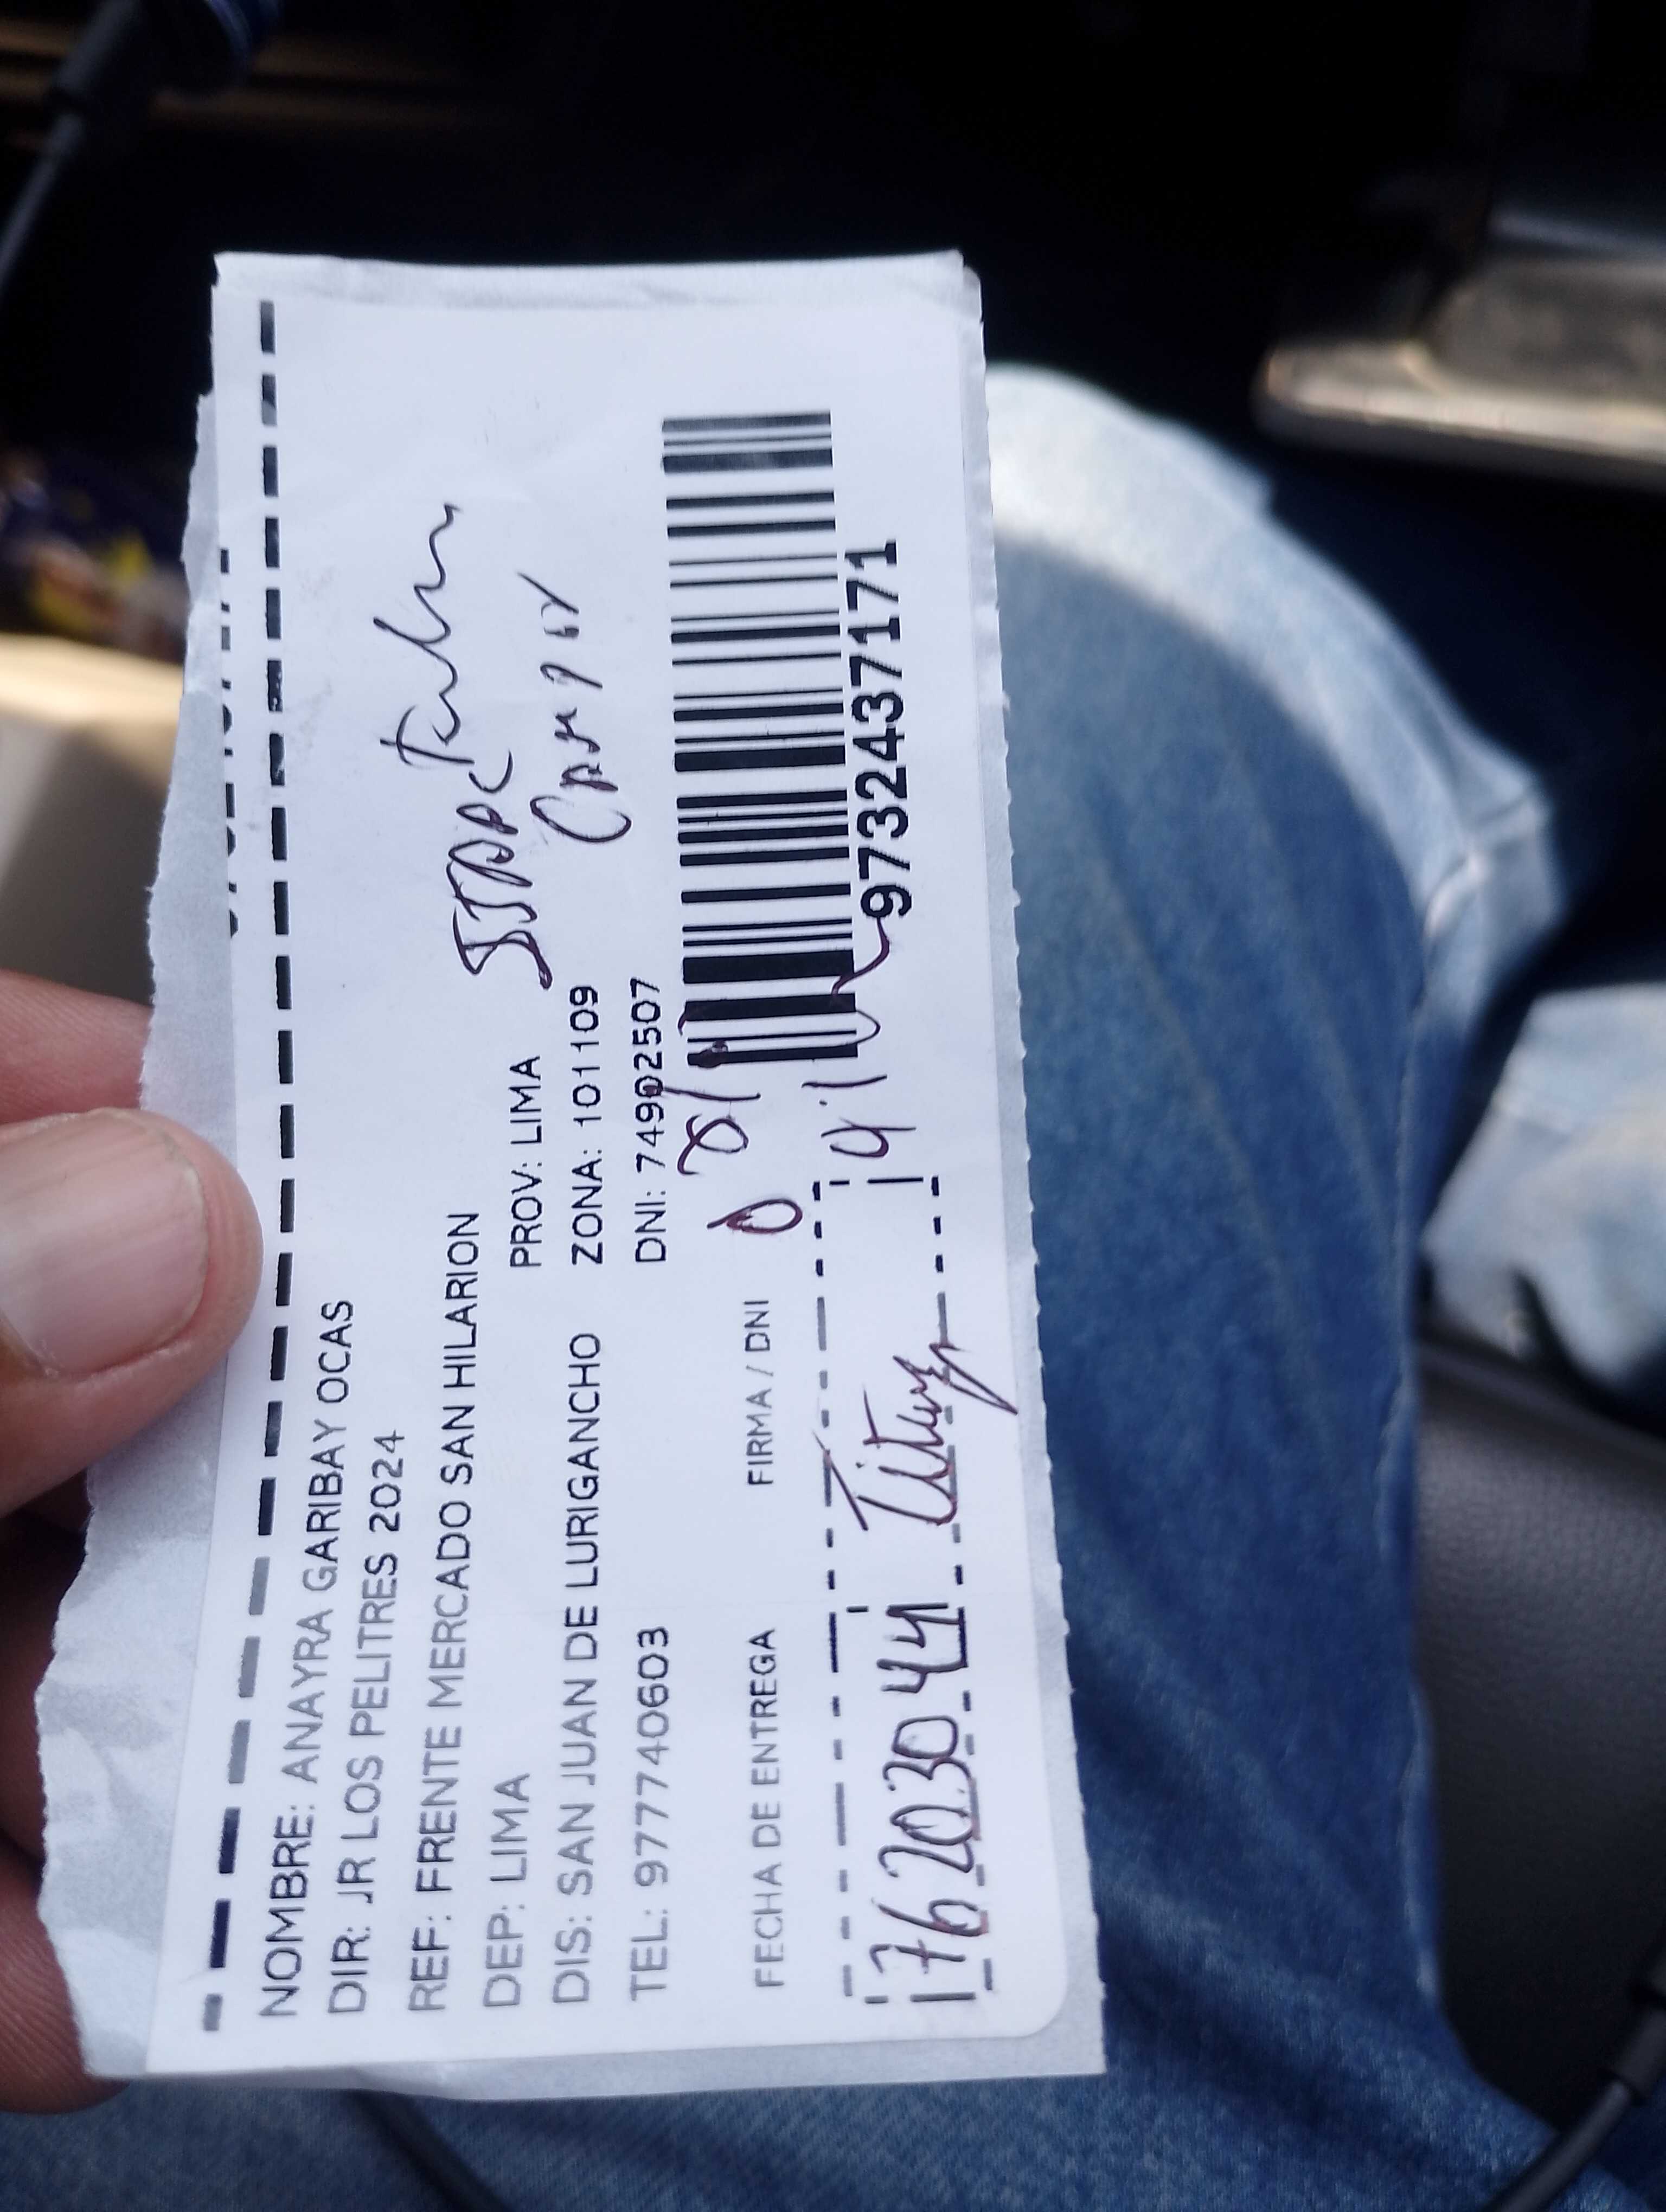 NOMBRE: ANAYRA GARIBAY OCAS
DIR: JR LOS PELITRES 2024
REF: FRENTE MERCADO SAN HILARION
DEP: LIMA PROV: LIMA
DIS: SAN JUAN DE LURIGANCHO ZONA: 101109
TEL: 977740603 DNI: 74902507
FECHA DE ENTREGA FIRMA / DNI
76203044
9732437171